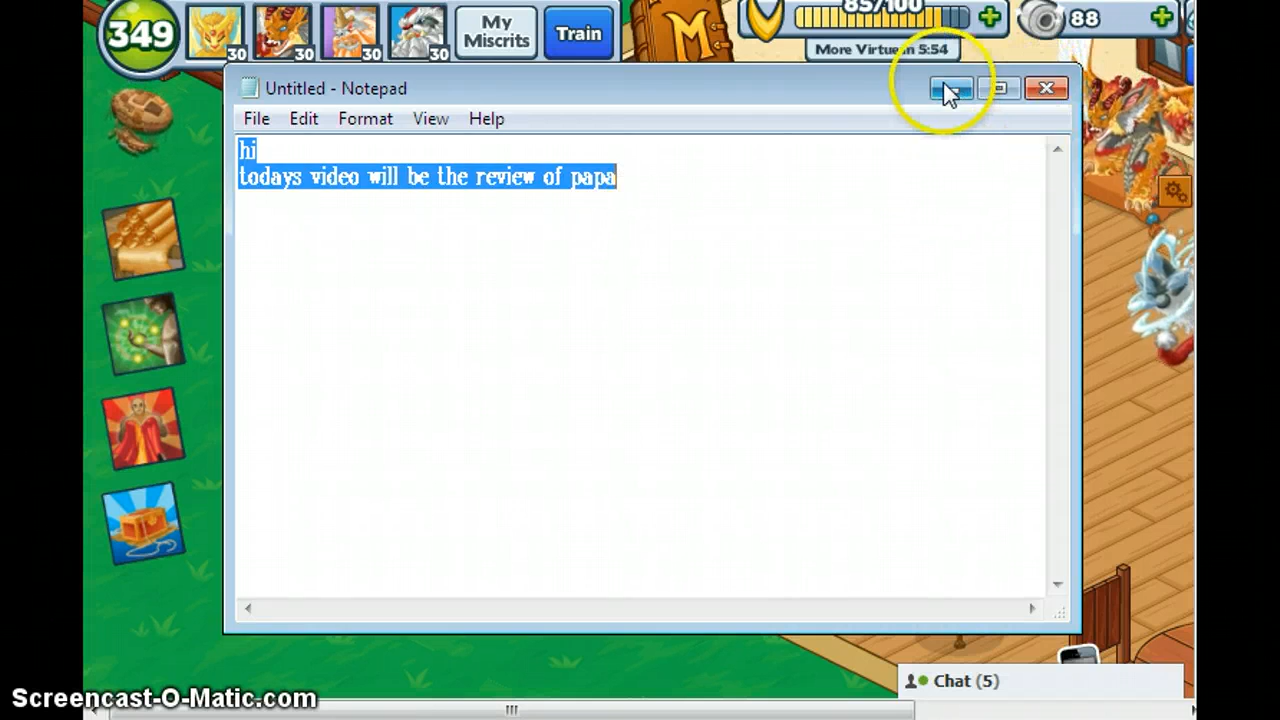 349
30
30
30
30
My
Miscrits
Train
M
85/100
88
More Virtue in 5:54
Untitled - Notepad
File Edit Format View Help
hi
todays video will be the review of papa
Chat (5)
Screencast-O-Matic.com